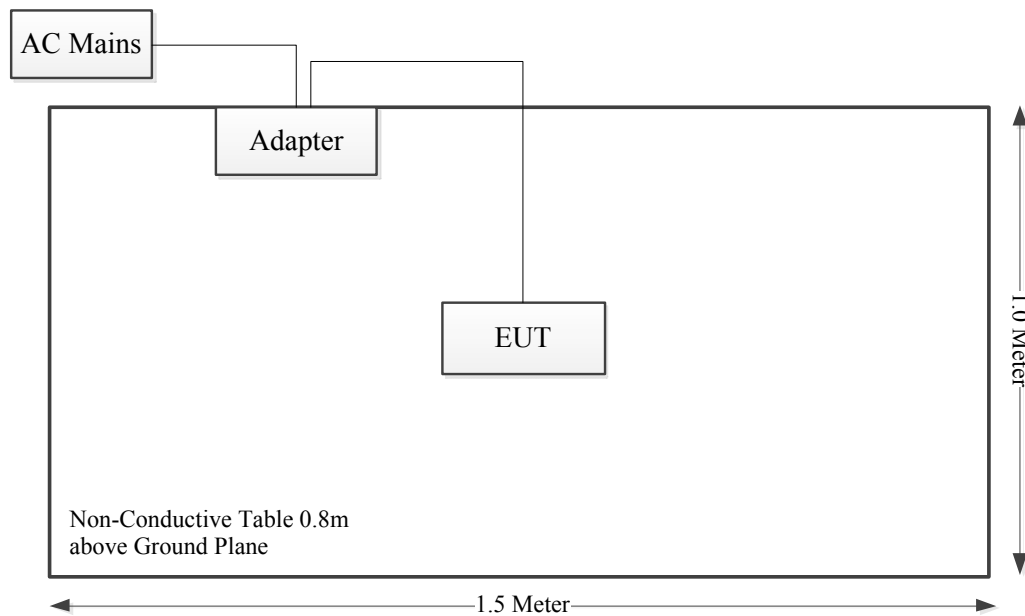 AC Mains
Adapter
EUT
1.0 Meter
Non-Conductive Table 0.8m
above Ground Plane
1.5 Meter